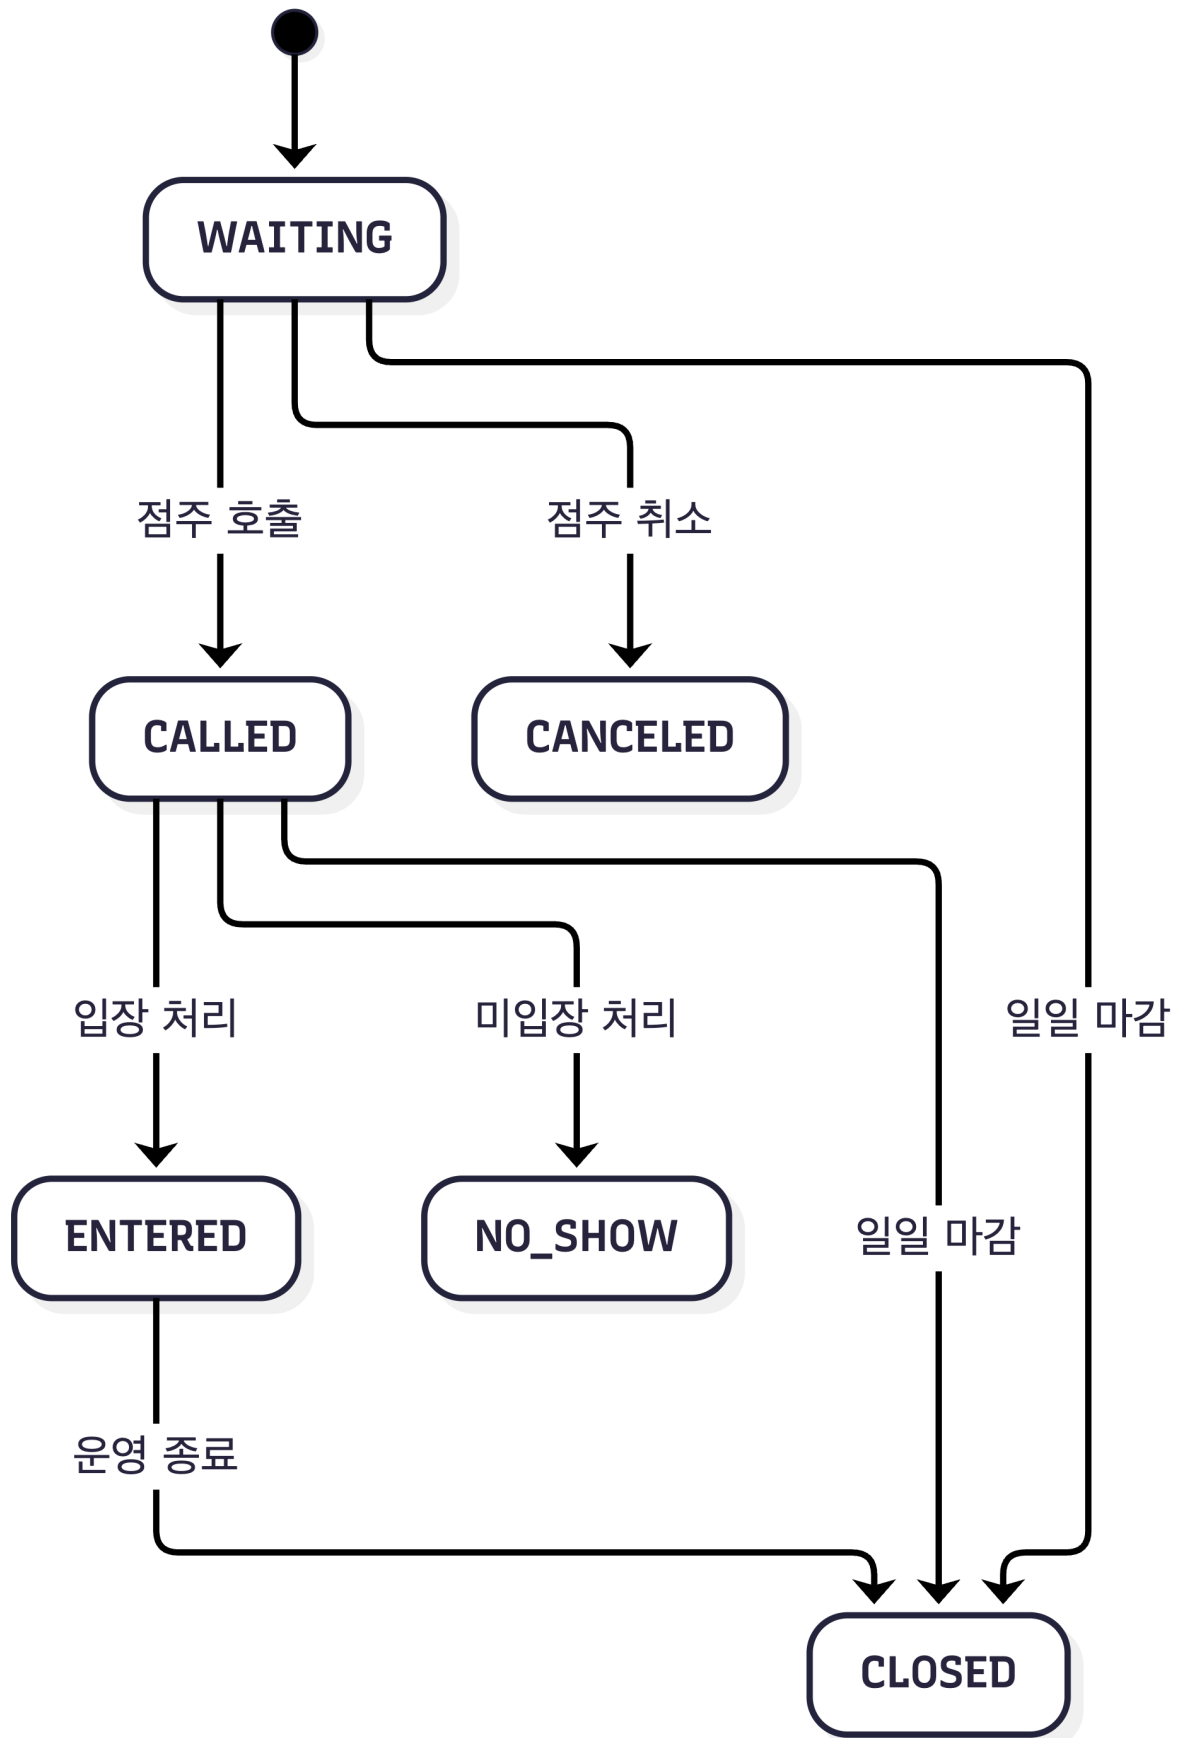 WAITING
점주 호출
점주 취소
CALLED
CANCELED
입장 처리
미입장 처리
일일 마감
ENTERED
NO_SHOW
일일 마감
운영 종료
CLOSED